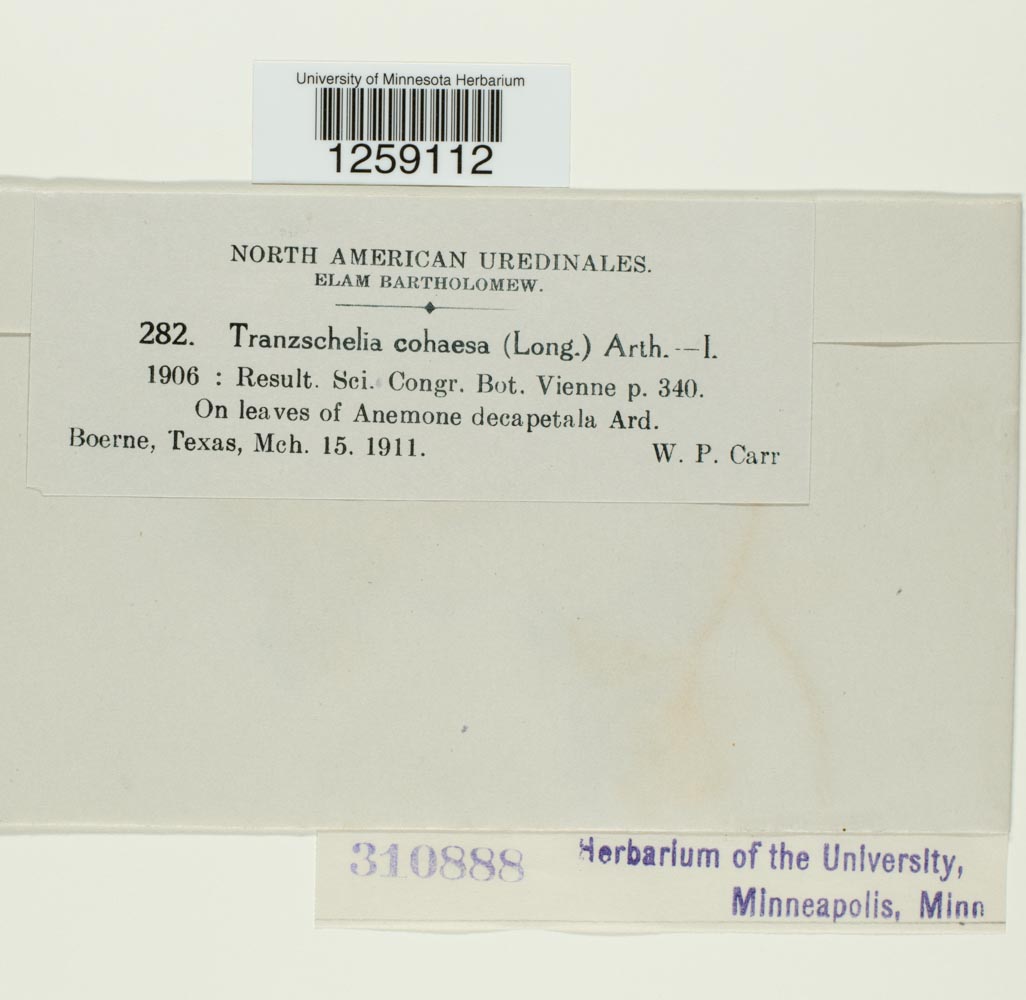 University of Minnesota Herbarium
1259112
NORTH AMERICAN UREDINALES.
ELAM BARTHOLOMEW.
282. Tranzschelia cohaesa (Long.) Arth.—I.
1906 : Result. Sci. Congr. Bot. Vienne p. 340.
On leaves of Anemone decapetala Ard.
Boerne, Texas, Mch. 15. 1911. W. P. Carr
310888 Herbarium of the University,
Minneapolis, Minn